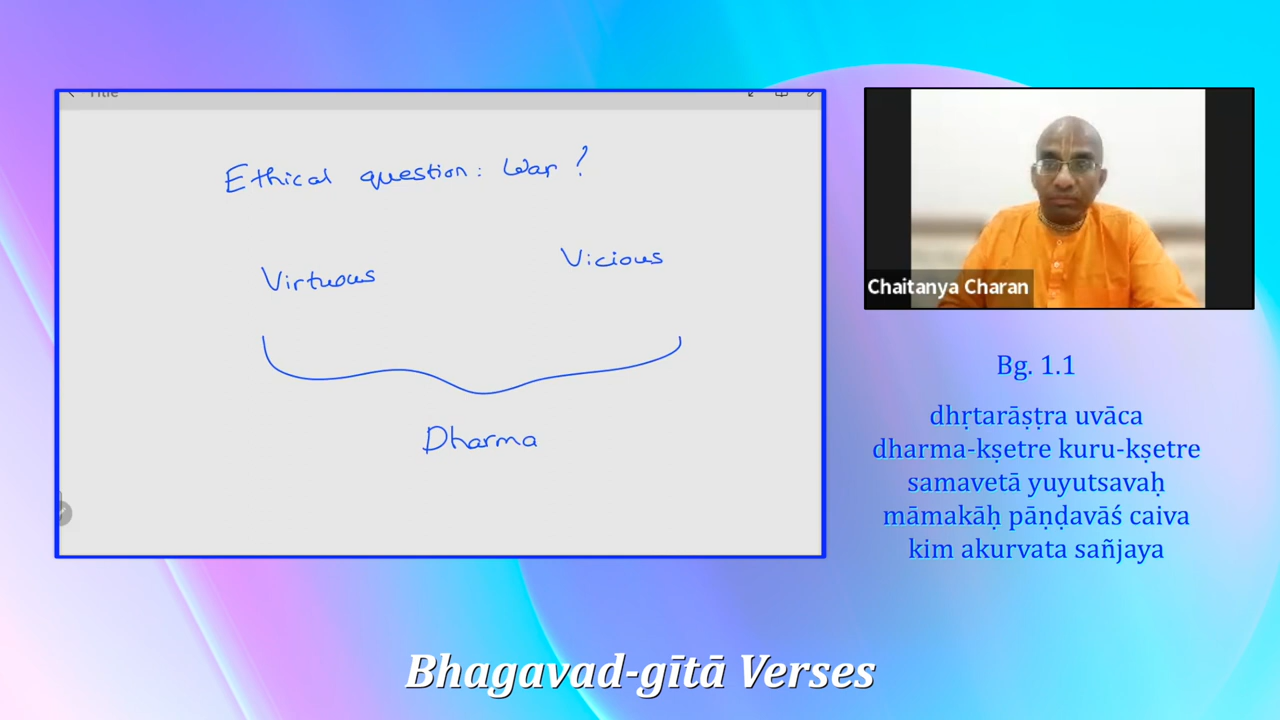 Title
Ethical question: War ?
Virtuous
Vicious
Dharma
Chaitanya Charan
Bg. 1.1
dhṛtarāṣṭra uvāca
dharma-kṣetre kuru-kṣetre
samavetā yuyutsavaḥ
māmakāḥ pāṇḍavāś caiva
kim akurvata sañjaya
Bhagavad-gītā Verses